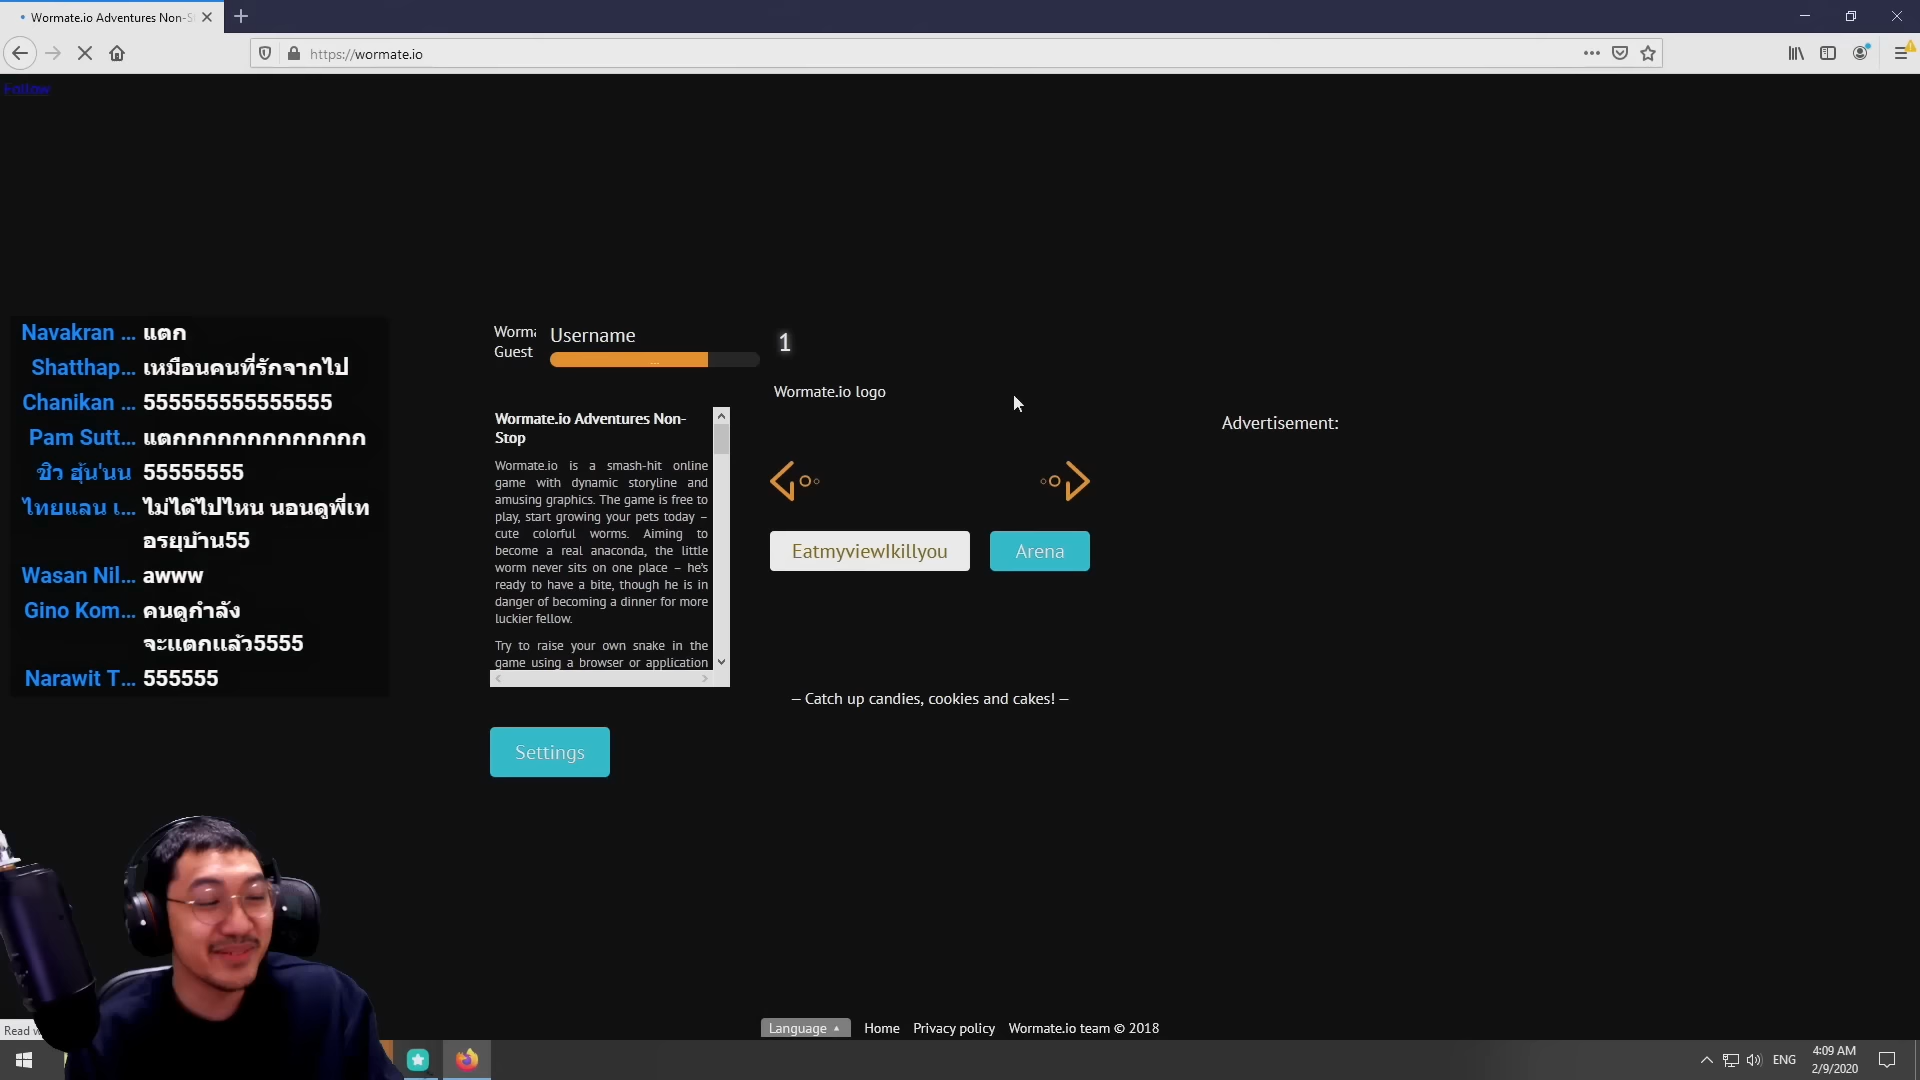 Wormate.io Adventures Non-S
https://wormate.io
Follow
Navakran ... แตก
Shatthap... เหมือนคนที่รักจากไป
Chanikan ... 555555555555555
Pam Sutt... แตกกกกกกกกกกกกก
ชิว ฮุ้น'นน 55555555
ไทยแลน เ... ไม่ได้ไปไหน นอนดูพี่เท
อรยุบ้าน55
Wasan Nil... awww
Gino Kom... คนดูกำลัง
จะแตกแล้ว5555
Narawit T... 555555
Worma
Guest
Username
...
1
Wormate.io logo
Wormate.io Adventures Non-
Stop
Wormate.io is a smash-hit online
game with dynamic storyline and
amusing graphics. The game is free to
play, start growing your pets today –
cute colorful worms. Aiming to
become a real anaconda, the little
worm never sits on one place – he's
ready to have a bite, though he is in
danger of becoming a dinner for more
luckier fellow.
Try to raise your own snake in the
game using a browser or application
Advertisement:
EatmyviewIkillyou
Arena
— Catch up candies, cookies and cakes! —
Settings
Language
Home
Privacy policy
Wormate.io team © 2018
Read
ENG
4:09 AM
2/9/2020